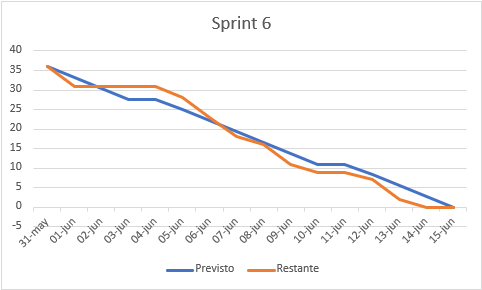 Sprint 6
40
35
30
25
20
15
10
5
0
-5
31-may
01-jun
02-jun
03-jun
04-jun
05-jun
06-jun
07-jun
08-jun
09-jun
10-jun
11-jun
12-jun
13-jun
14-jun
15-jun
Previsto Restante